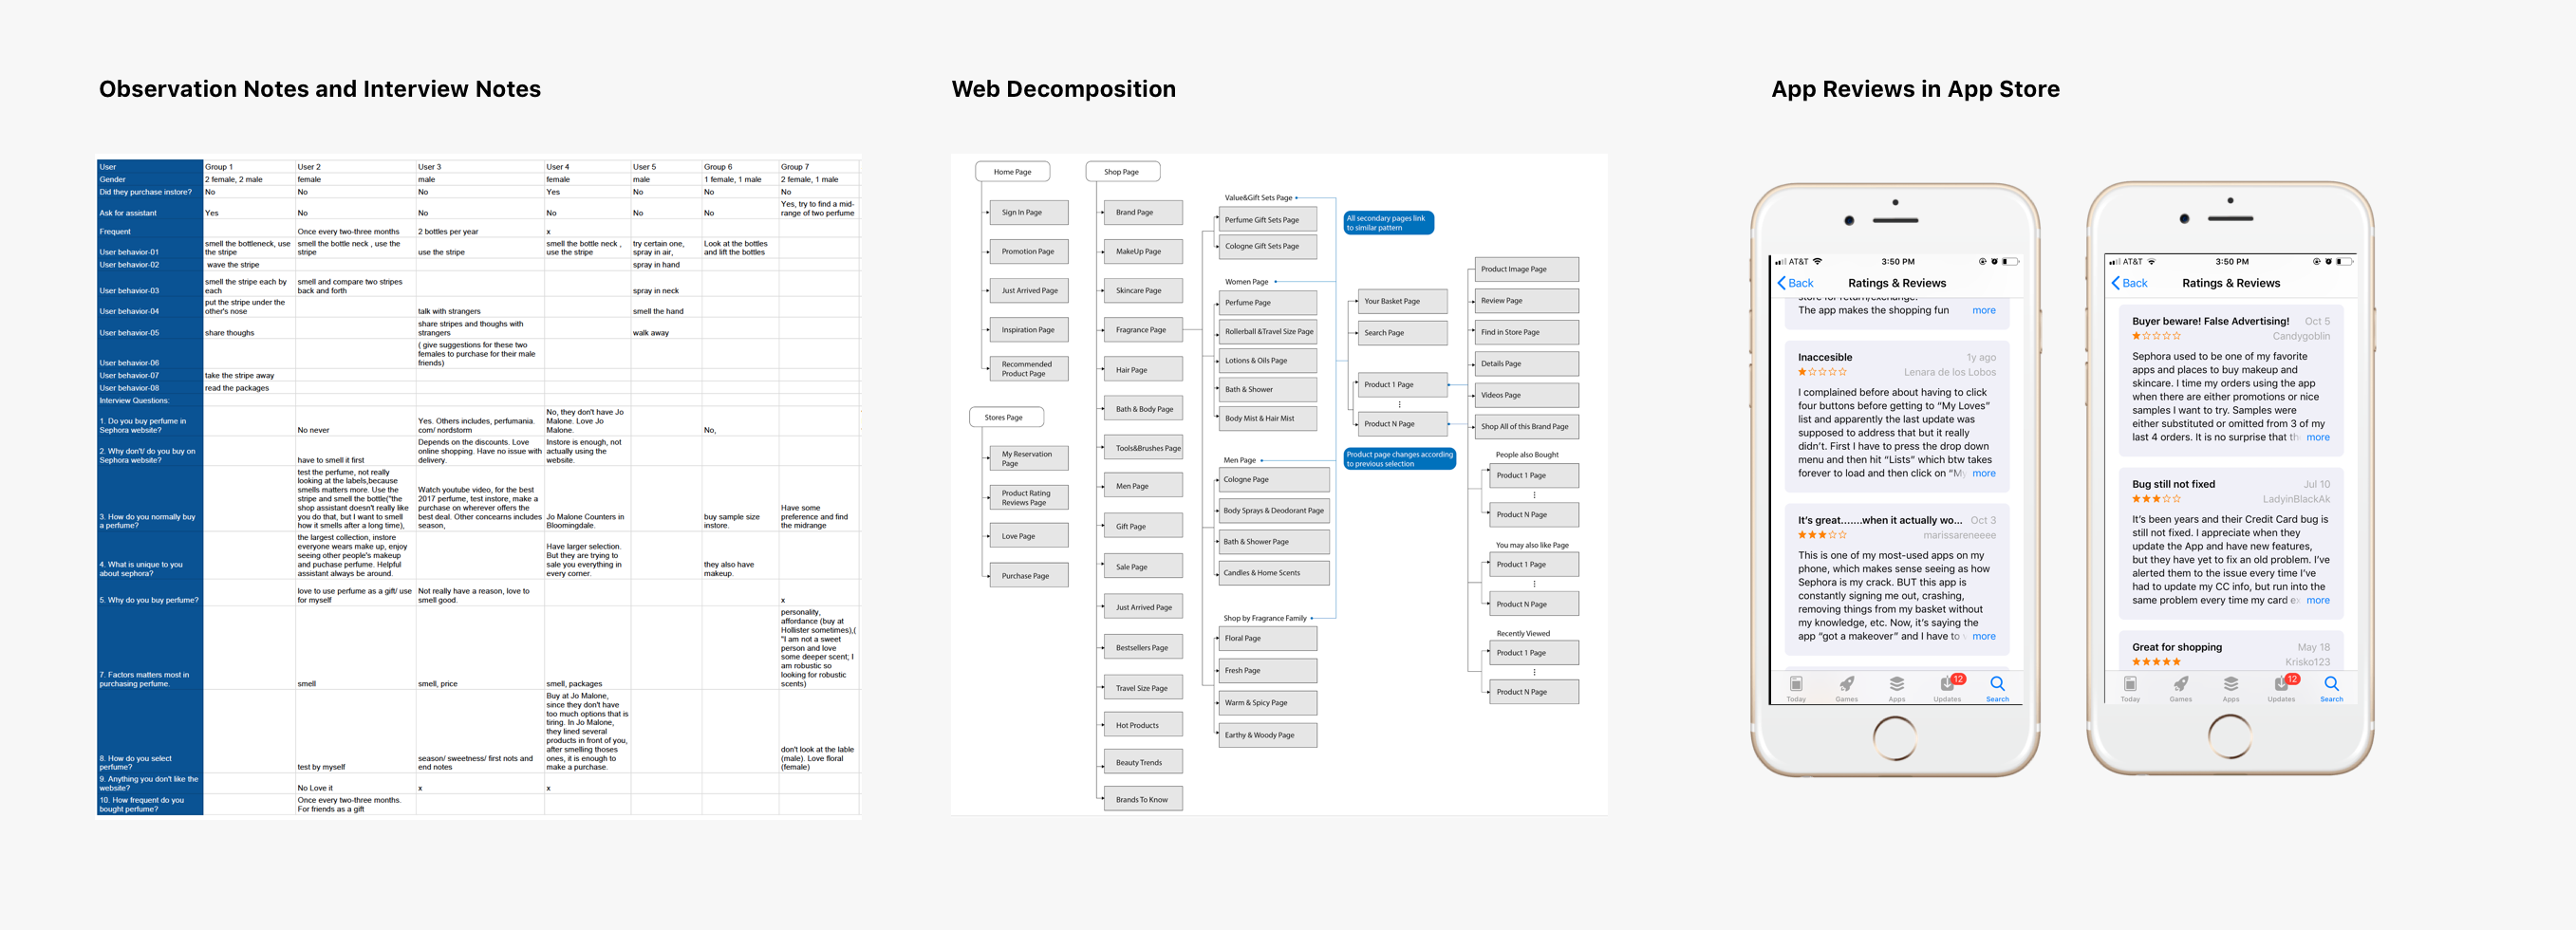 Observation Notes and Interview Notes
User
Group 1
User 2
User 3
User 4
User 5
Group 6
Group 7
Gender
2 female, 2 male
female
male
female
male
1 female, 1 male
2 female, 1 male
Did they purchase instore?
No
No
No
Yes
No
No
No
Ask for assistant
Yes
No
No
No
No
No
Yes, try to find a mid-
range of two perfume
Frequent
Once every two-three months
2 bottles per year
x
User behavior-01
smell the bottleneck, use
the stripe
smell the bottle neck , use the
stripe
use the stripe
smell the bottle neck ,
use the stripe
try certain one,
spray in air,
Look at the bottles
and lift the bottles
User behavior-02
wave the stripe
spray in hand
User behavior-03
smell the stripe each by
each
smell and compare two stripes
back and forth
spray in neck
User behavior-04
put the stripe under the
other's nose
talk with strangers
smell the hand
User behavior-05
share thoughs
share stripes and thoughs with
strangers
walk away
User behavior-06
( give suggestions for these two
females to purchase for their male
friends)
User behavior-07
take the stripe away
User behavior-08
read the packages
Interview Questions:
1. Do you buy perfume in
Sephora website?
No never
Yes. Others includes, perfumania.
com/ nordstorm
No, they don't have Jo
Malone. Love Jo
Malone.
No,
2. Why don't/ do you buy on
Sephora website?
have to smell it first
Depends on the discounts. Love
online shopping. Have no issue with
delivery.
Instore is enough, not
actually using the
website.
3. How do you normally buy
a perfume?
test the perfume, not really
looking at the labels,because
smells matters more. Use the
stripe and smell the bottle("the
shop assistant doesn't really like
you do that, but I want to smell
how it smells after a long time),
Watch youtube video, for the best
2017 perfume, test instore, make a
purchase on wherever offers the
best deal. Other concearns includes
season,
Jo Malone Counters in
Bloomingdale.
buy sample size
instore.
Have some
preference and find
the midrange
4. What is unique to you
about sephora?
the largest collection, instore
everyone wears make up, enjoy
seeing other people's makeup
and puchase perfume. Helpful
assistant always be around.
Have larger selection.
But they are trying to
sale you everything in
every corner.
they also have
makeup.
5. Why do you buy perfume?
love to use perfume as a gift/ use
for myself
Not really have a reason, love to
smell good.
x
7. Factors matters most in
purchasing perfume.
smell
smell, price
smell, packages
personality,
affordance (buy at
Hollister sometimes),(
"I am not a sweet
person and love
some deeper scent; I
am robustic so
looking for robustic
scents)
8. How do you select
perfume?
test by myself
season/ sweetness/ first nots and
end notes
Buy at Jo Malone,
since they don't have
too much options that is
tiring. In Jo Malone,
they lined several
products in front of you,
after smelling thoses
ones, it is enough to
make a purchase.
don't look at the lable
(male). Love floral
(female)
9. Anything you don't like the
website?
No Love it
x
x
10. How frequent do you
bought perfume?
Once every two-three months.
For friends as a gift
Web Decomposition
Home Page
Sign In Page
Promotion Page
Just Arrived Page
Inspiration Page
Recommended
Product Page
Stores Page
My Reservation
Page
Product Rating
Reviews Page
Love Page
Purchase Page
Shop Page
Brand Page
MakeUp Page
Skincare Page
Fragrance Page
Hair Page
Bath & Body Page
Tools&Brushes Page
Men Page
Gift Page
Sale Page
Just Arrived Page
Bestsellers Page
Travel Size Page
Hot Products
Beauty Trends
Brands To Know
Value&Gift Sets Page
Perfume Gift Sets Page
Cologne Gift Sets Page
Women Page
Perfume Page
Rollerball &Travel Size Page
Lotions & Oils Page
Bath & Shower
Body Mist & Hair Mist
Men Page
Cologne Page
Body Sprays & Deodorant Page
Bath & Shower Page
Candles & Home Scents
Shop by Fragrance Family
Floral Page
Fresh Page
Warm & Spicy Page
Earthy & Woody Page
All secondary pages link
to similar pattern
Your Basket Page
Search Page
Product 1 Page
Product N Page
Product page changes according
to previous selection
Product Image Page
Review Page
Find in Store Page
Details Page
Videos Page
Shop All of this Brand Page
People also Bought
Product 1 Page
Product N Page
You may also like Page
Product 1 Page
Product N Page
Recently Viewed
Product 1 Page
Product N Page
App Reviews in App Store
AT&T
3:50 PM
Back
Ratings & Reviews
store for return/exchange.
The app makes the shopping fun more
Inaccesible
1y ago
Lenara de los Lobos
I complained before about having to click
four buttons before getting to “My Loves”
list and apparently the last update was
supposed to address that but it really
didn’t. First I have to press the drop down
menu and then hit “Lists” which btw takes
forever to load and then click on “My more
It’s great.......when it actually wo...
Oct 3
marissareneeee
This is one of my most-used apps on my
phone, which makes sense seeing as how
Sephora is my crack. BUT this app is
constantly signing me out, crashing,
removing things from my basket without
my knowledge, etc. Now, it’s saying the
app “got a makeover” and I have to more
Today
Games
Apps
12
Updates
Search
AT&T
3:50 PM
Back
Ratings & Reviews
Buyer beware! False Advertising!
Oct 5
Candygoblin
Sephora used to be one of my favorite
apps and places to buy makeup and
skincare. I time my orders using the app
when there are either promotions or nice
samples I want to try. Samples were
either substituted or omitted from 3 of my
last 4 orders. It is no surprise that more
Bug still not fixed
Jul 10
LadyinBlackAk
It’s been years and their Credit Card bug is
still not fixed. I appreciate when they
update the App and have new features,
but they have yet to fix an old problem. I’ve
alerted them to the issue every time I’ve
had to update my CC info, but run into the
same problem every time my card more
Great for shopping
May 18
Krisko123
Today
Games
Apps
12
Updates
Search